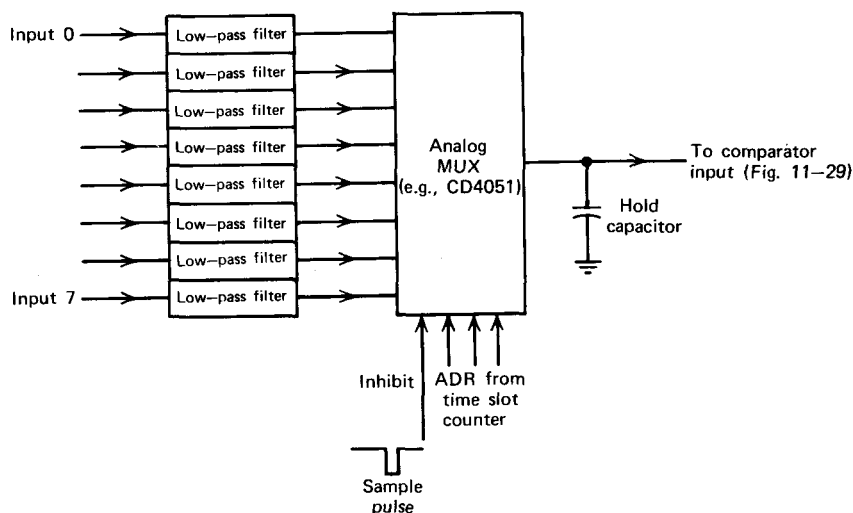 Input 0
Low-pass filter
Low-pass filter
Low-pass filter
Low-pass filter
Low-pass filter
Low-pass filter
Low-pass filter
Input 7
Low-pass filter
Analog
MUX
(e.g., CD4051)
To comparator
input (Fig. 11-29)
Hold
capacitor
Inhibit
ADR from
time slot
counter
Sample
pulse